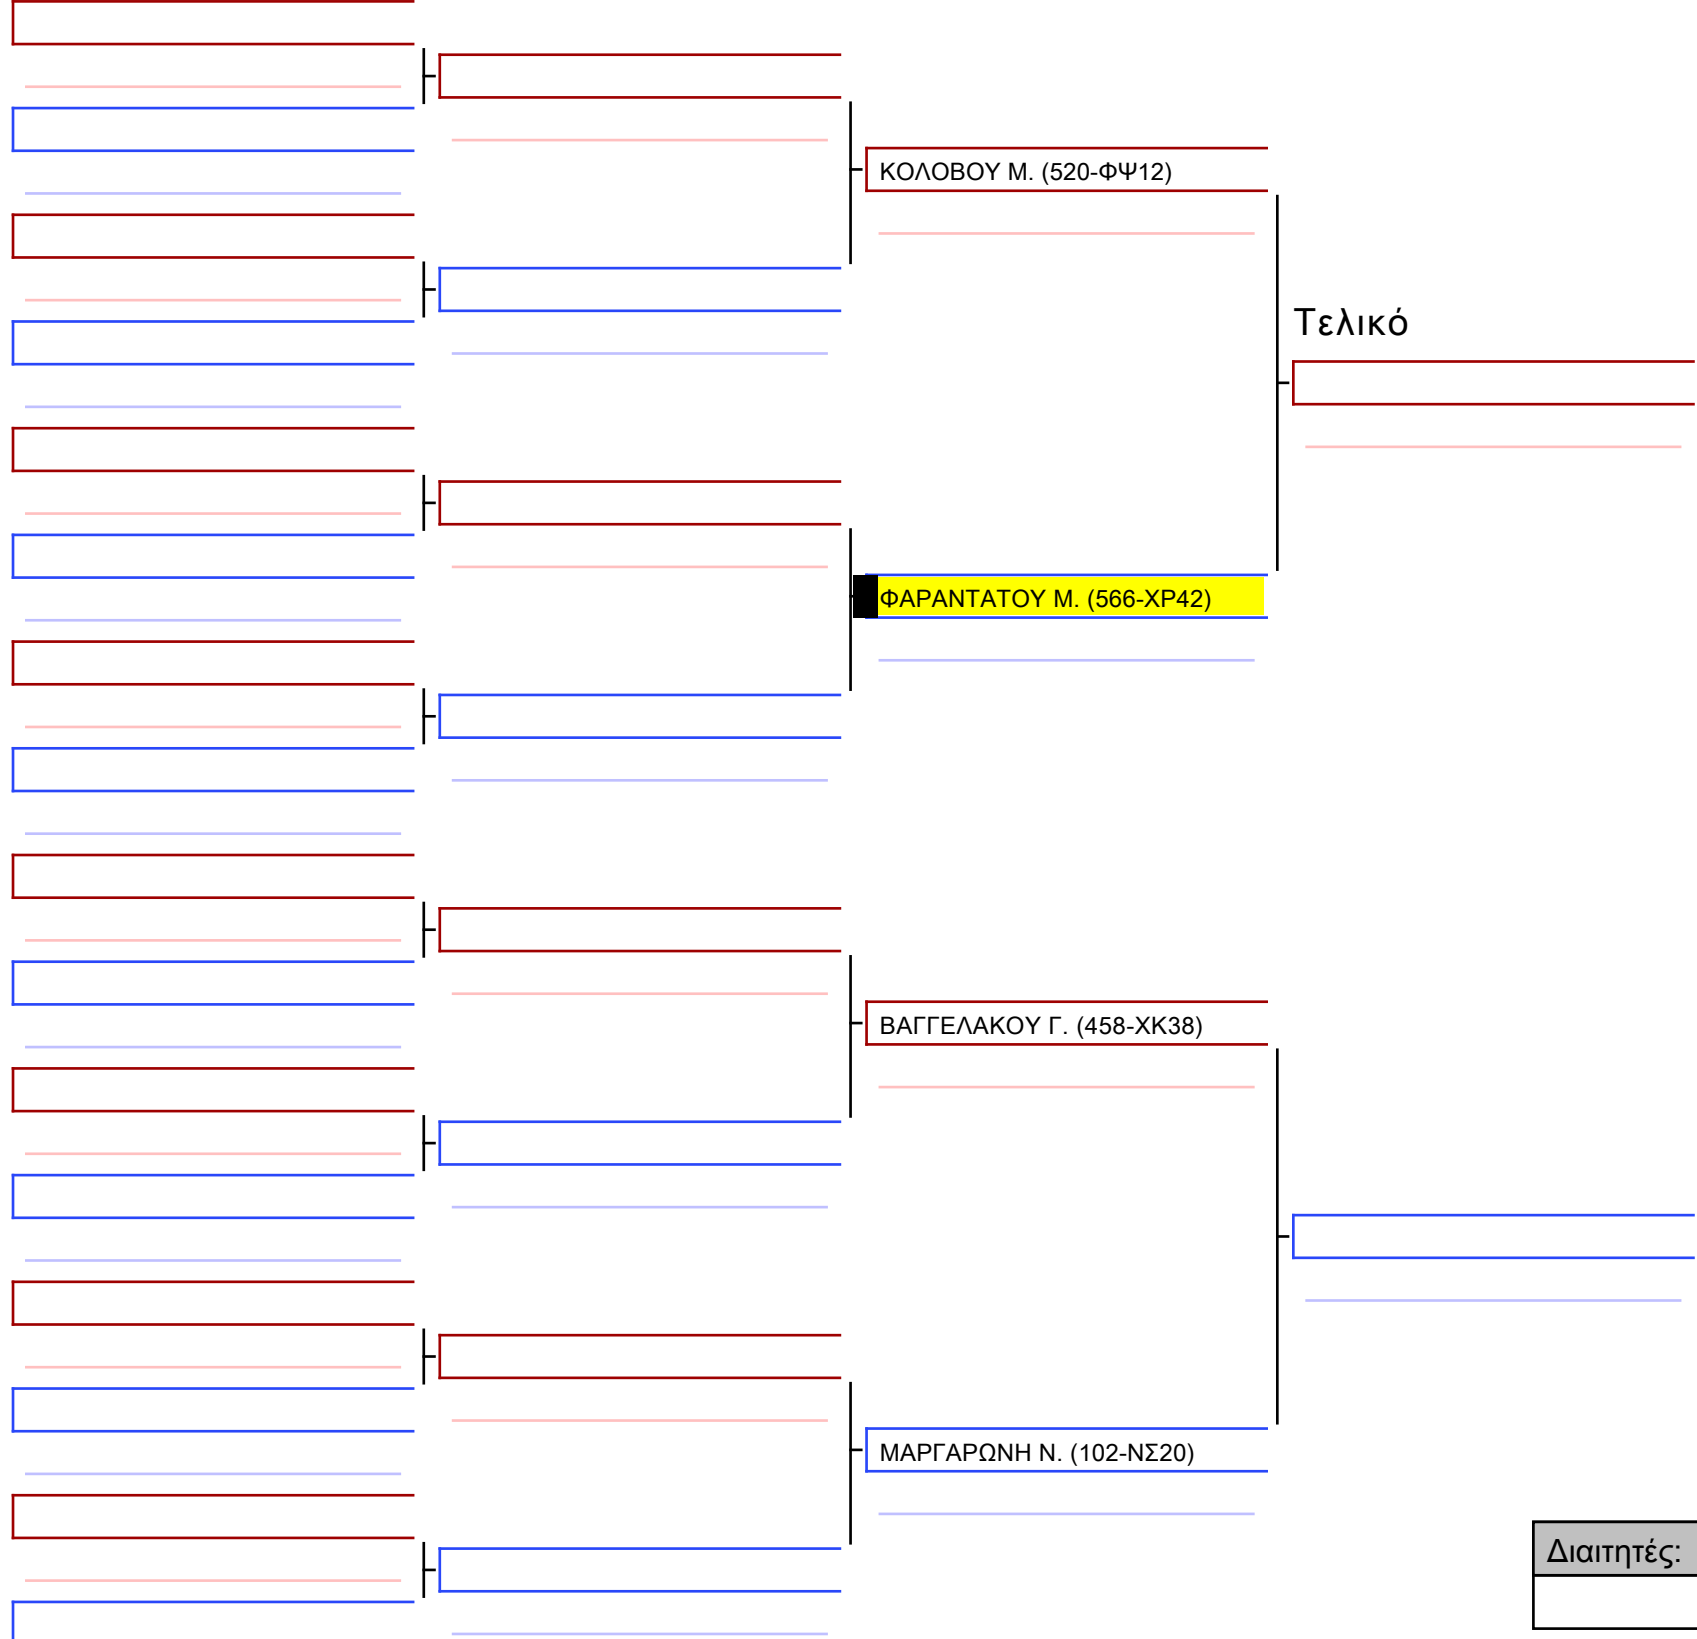 ΚΟΛΟΒΟΥ Μ. (520-ΦΨ12)
Τελικό
ΦΑΡΑΝΤΑΤΟΥ Μ. (566-ΧΡ42)
ΒΑΓΓΕΛΑΚΟΥ Γ. (458-ΧΚ38)
ΜΑΡΓΑΡΩΝΗ Ν. (102-ΝΣ20)
Διαιτητές: